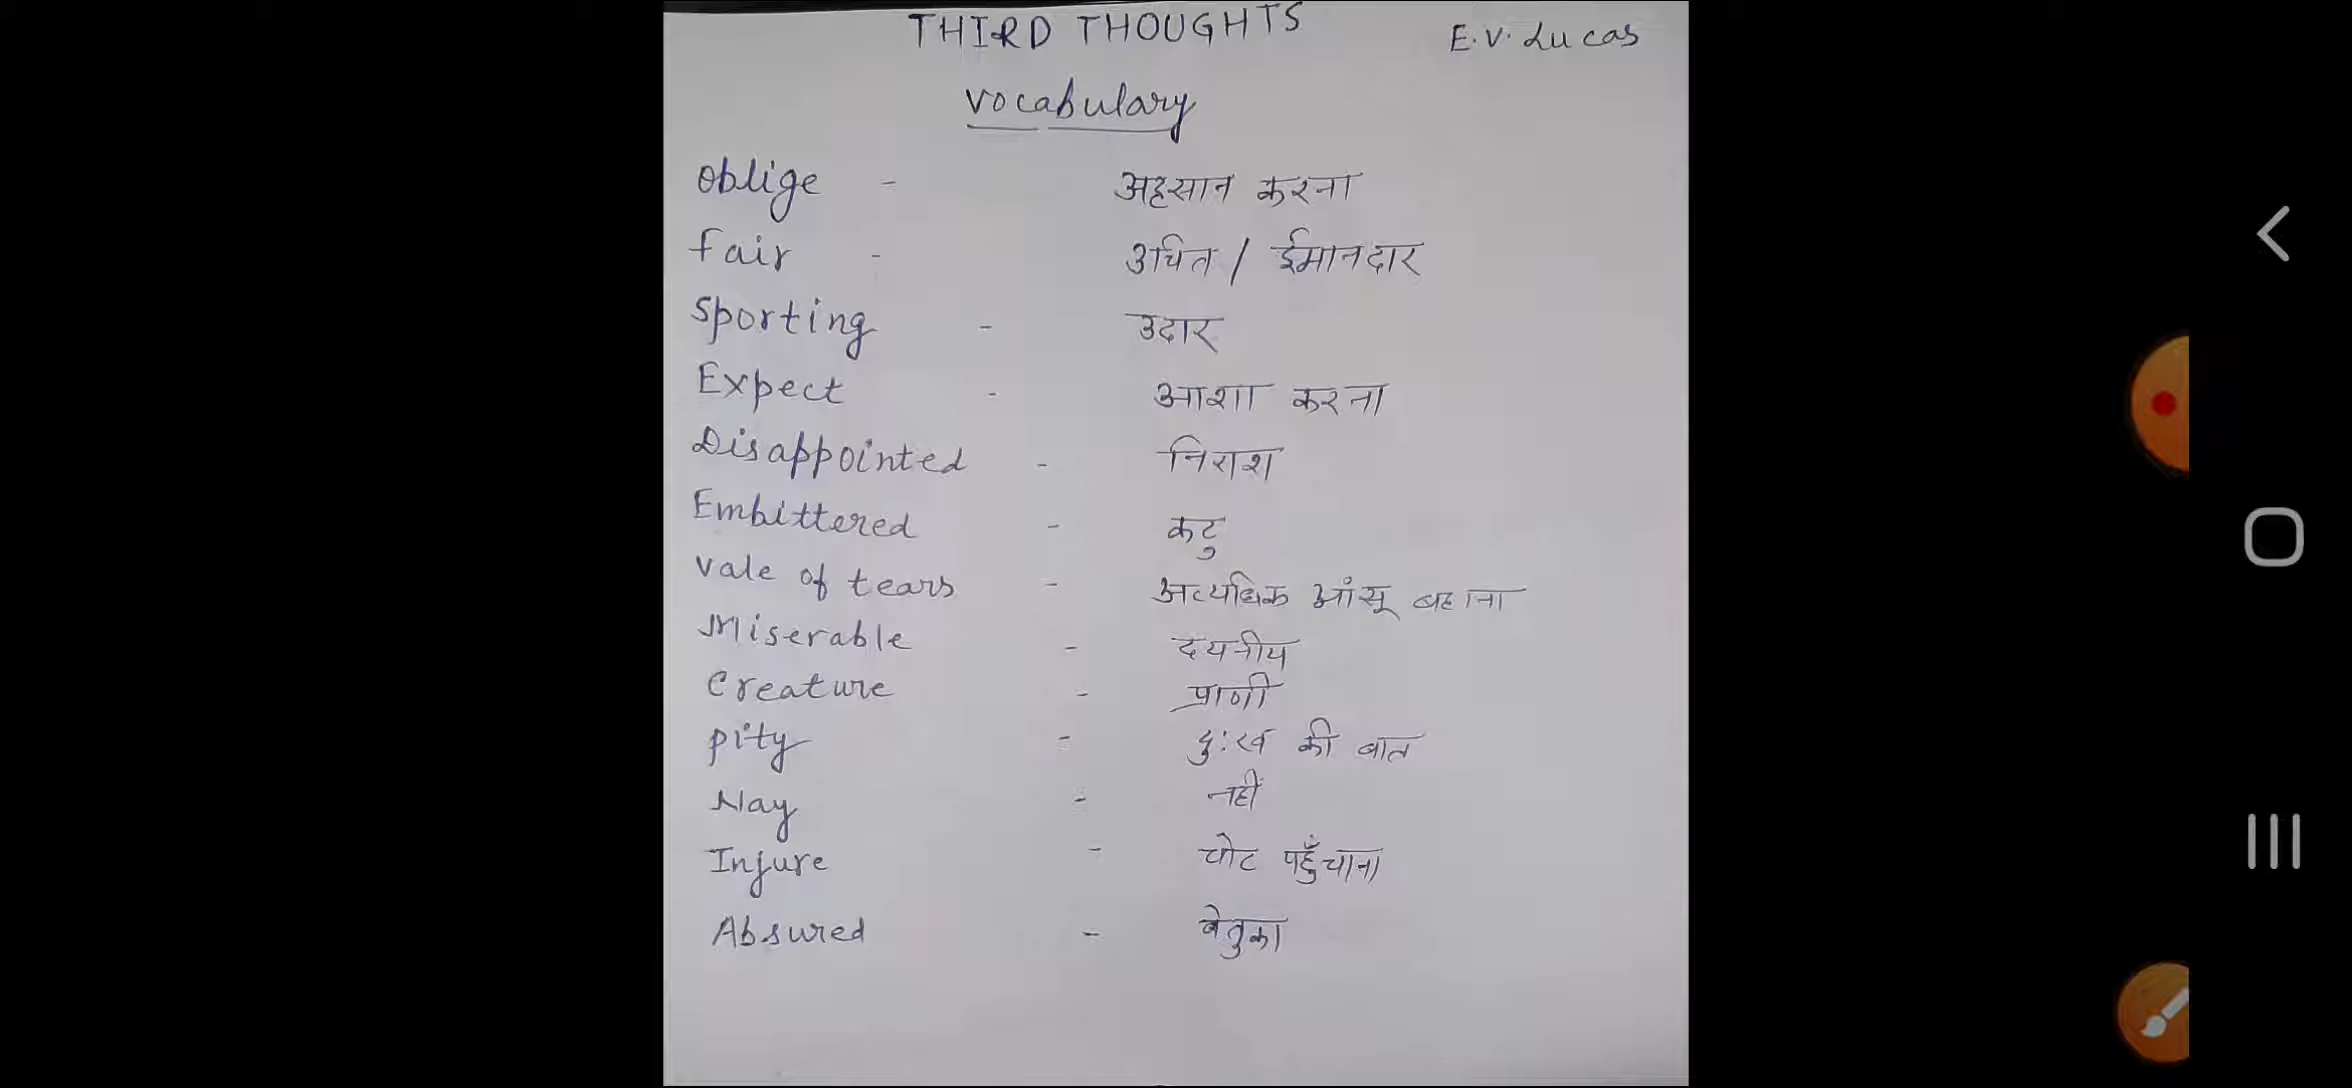 THIRD THOUGHTS E.V. Lucas
Vocabulary
Oblige - अहसान करना
fair - उचित / ईमानदार
Sporting - उदार
Expect - आशा करना
Disappointed - निराश
Embittered - कटु
Vale of tears - अत्यधिक आंसू बहाना
Miserable - दयनीय
Creature - प्राणी
pity - दु:ख की बात
Nay - नहीं
Injure - चोट पहुँचाना
Absured - बेतुका